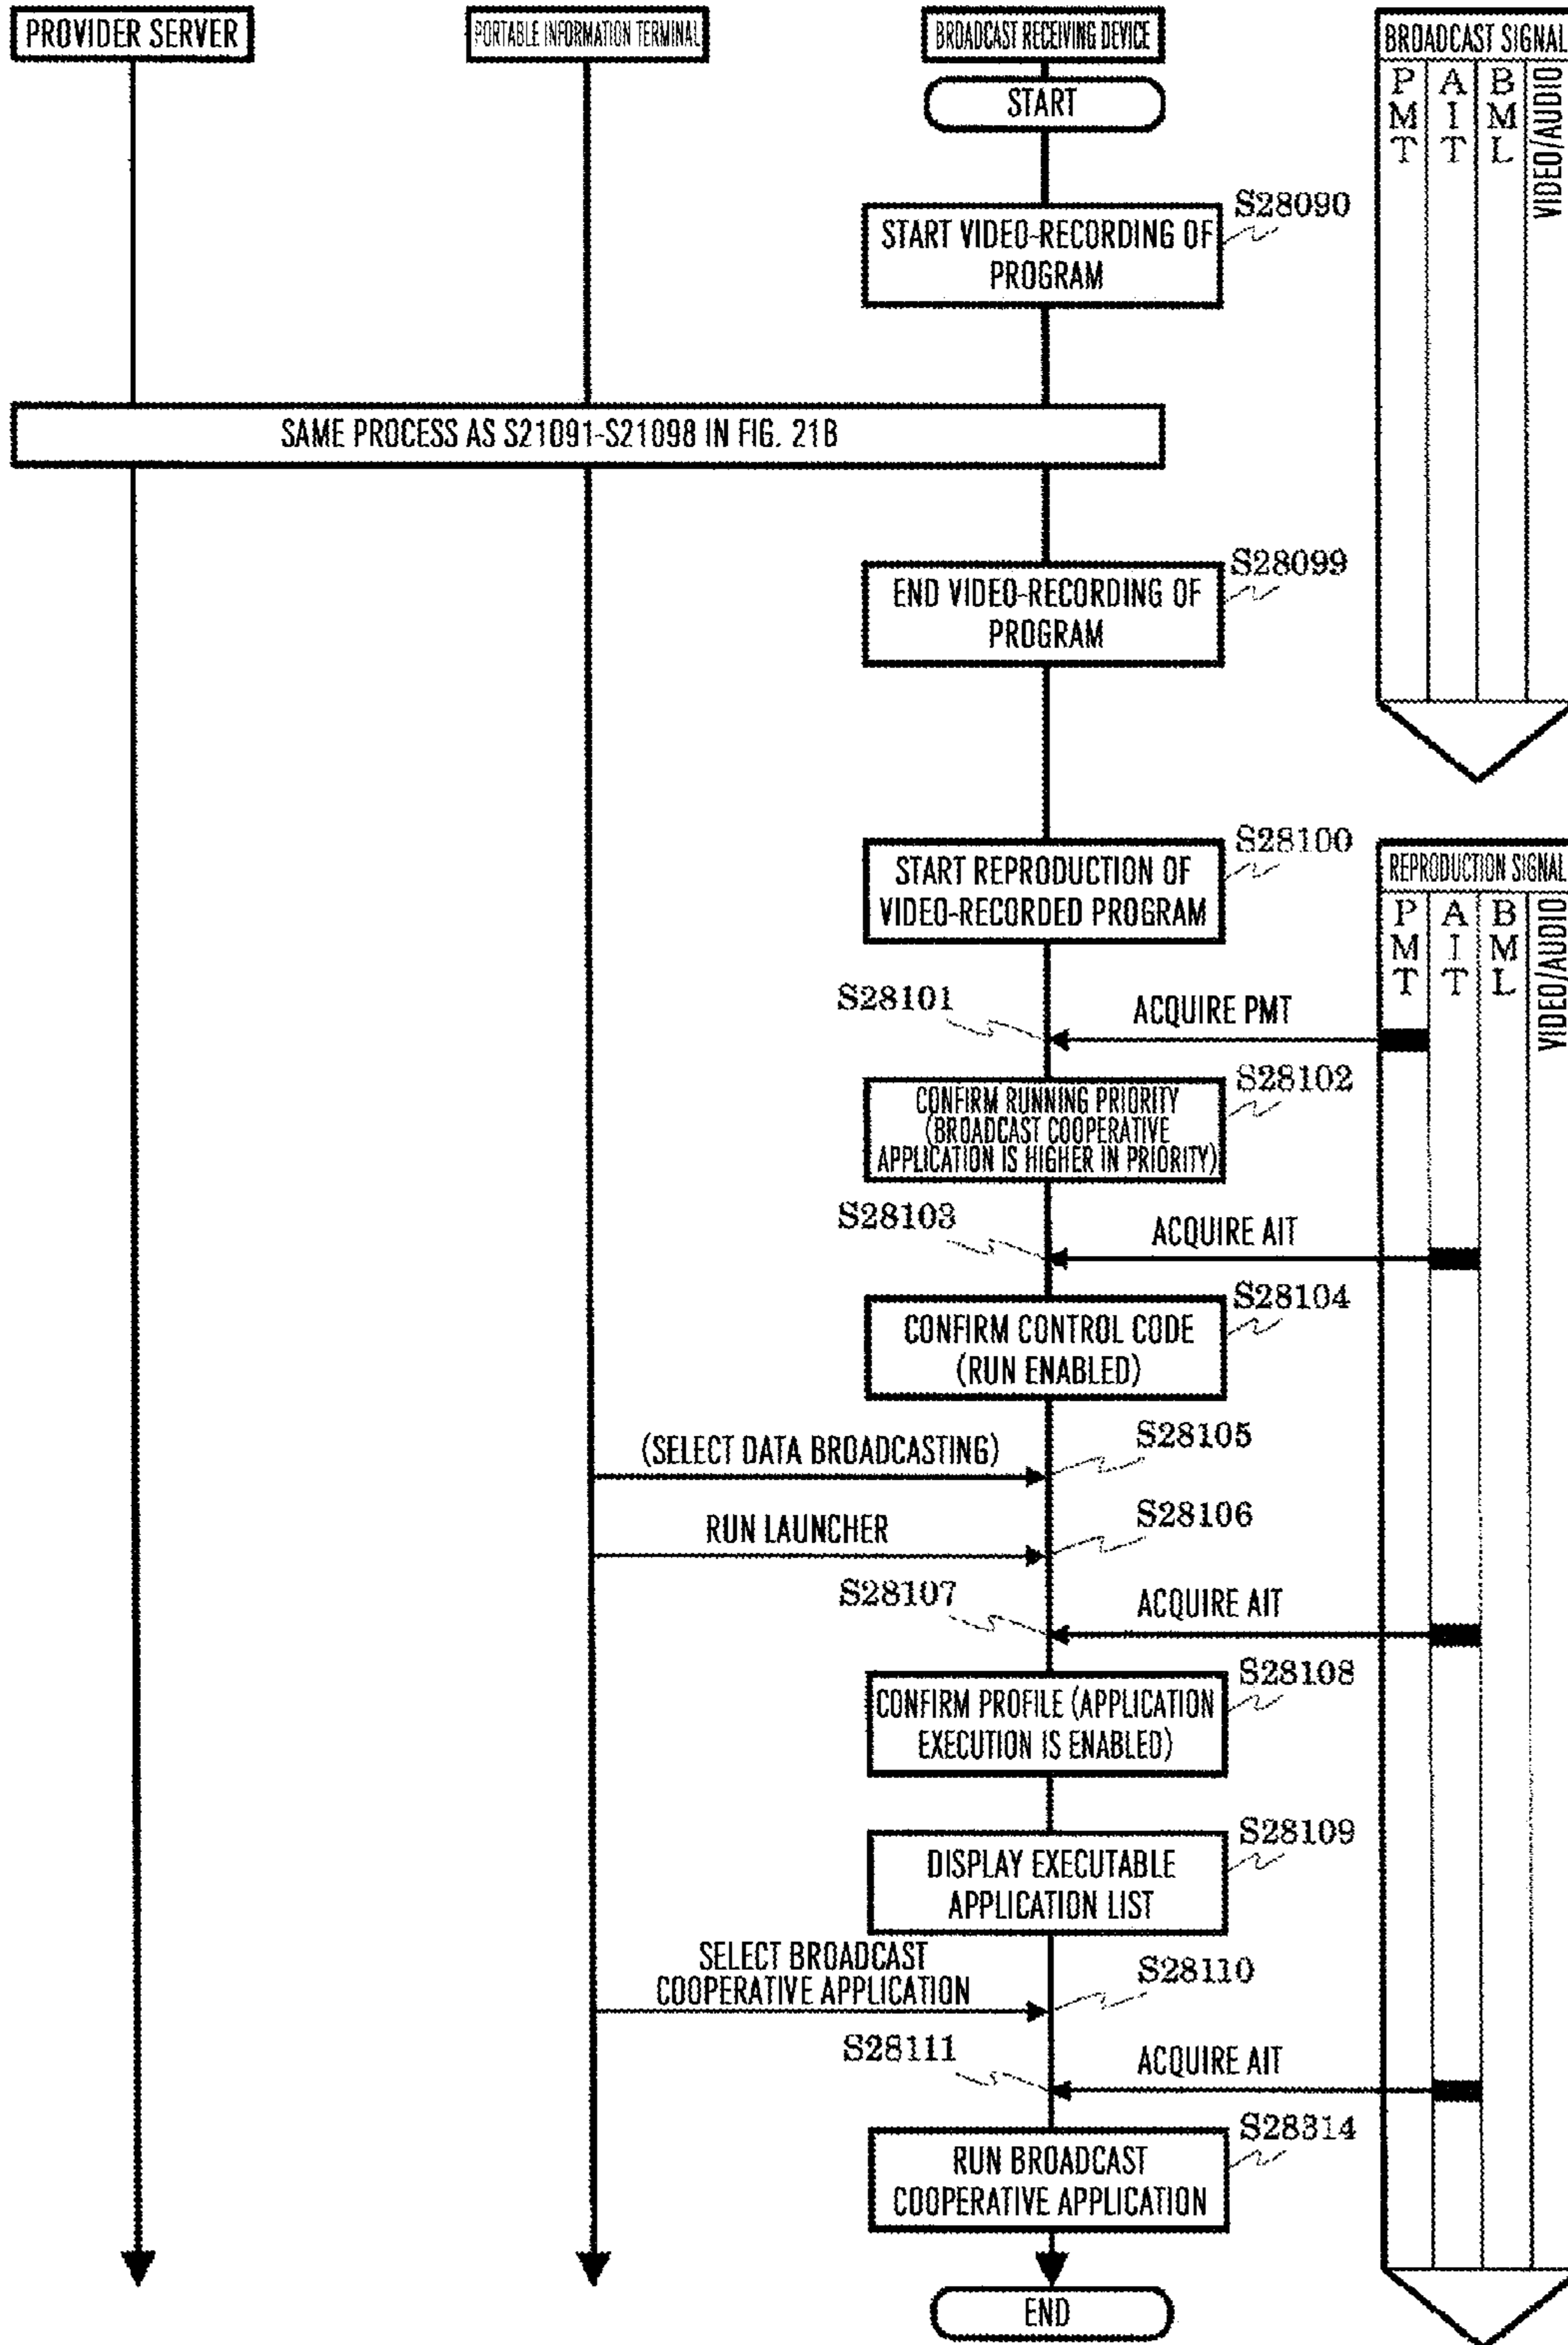 PROVIDER SERVER
PORTABLE INFORMATION TERMINAL
BROADCAST RECEIVING DEVICE
BROADCAST SIGNAL
PMT
AIT
BML
VIDEO/AUDIO
START
S28090
START VIDEO-RECORDING OF
PROGRAM
SAME PROCESS AS S21091-S21098 IN FIG. 21B
S28099
END VIDEO-RECORDING OF
PROGRAM
S28100
START REPRODUCTION OF
VIDEO-RECORDED PROGRAM
REPRODUCTION SIGNAL
PMT
AIT
BML
VIDEO/AUDIO
S28101
ACQUIRE PMT
S28102
CONFIRM RUNNING PRIORITY
(BROADCAST COOPERATIVE
APPLICATION IS HIGHER IN PRIORITY)
S28103
ACQUIRE AIT
S28104
CONFIRM CONTROL CODE
(RUN ENABLED)
(SELECT DATA BROADCASTING)
S28105
RUN LAUNCHER
S28106
S28107
ACQUIRE AIT
S28108
CONFIRM PROFILE (APPLICATION
EXECUTION IS ENABLED)
S28109
DISPLAY EXECUTABLE
APPLICATION LIST
SELECT BROADCAST
COOPERATIVE APPLICATION
S28110
S28111
ACQUIRE AIT
S28314
RUN BROADCAST
COOPERATIVE APPLICATION
END